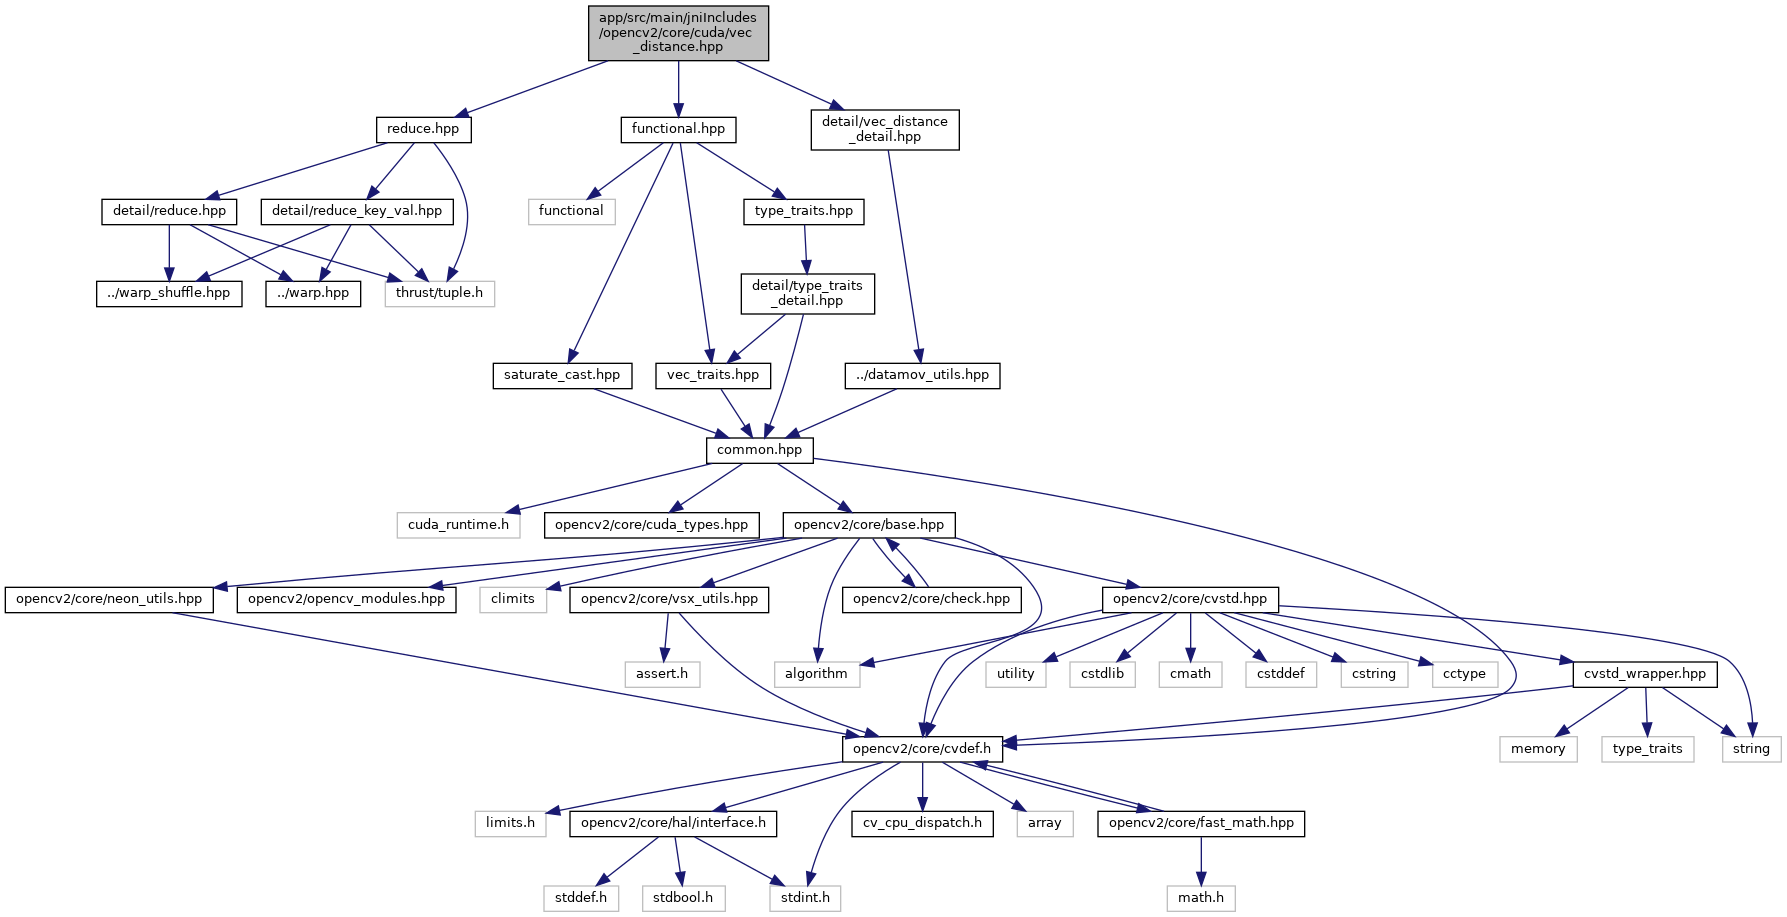 app/src/main/jniIncludes
/opencv2/core/cuda/vec
_distance.hpp
reduce.hpp
functional.hpp
detail/vec_distance
_detail.hpp
detail/reduce.hpp
detail/reduce_key_val.hpp
functional
type_traits.hpp
../warp_shuffle.hpp
../warp.hpp
thrust/tuple.h
detail/type_traits
_detail.hpp
saturate_cast.hpp
vec_traits.hpp
../datamov_utils.hpp
common.hpp
cuda_runtime.h
opencv2/core/cuda_types.hpp
opencv2/core/base.hpp
opencv2/core/neon_utils.hpp
opencv2/opencv_modules.hpp
climits
opencv2/core/vsx_utils.hpp
opencv2/core/check.hpp
opencv2/core/cvstd.hpp
assert.h
algorithm
utility
cstdlib
cmath
cstddef
cstring
cctype
cvstd_wrapper.hpp
opencv2/core/cvdef.h
memory
type_traits
string
limits.h
opencv2/core/hal/interface.h
cv_cpu_dispatch.h
array
opencv2/core/fast_math.hpp
stddef.h
stdbool.h
stdint.h
math.h